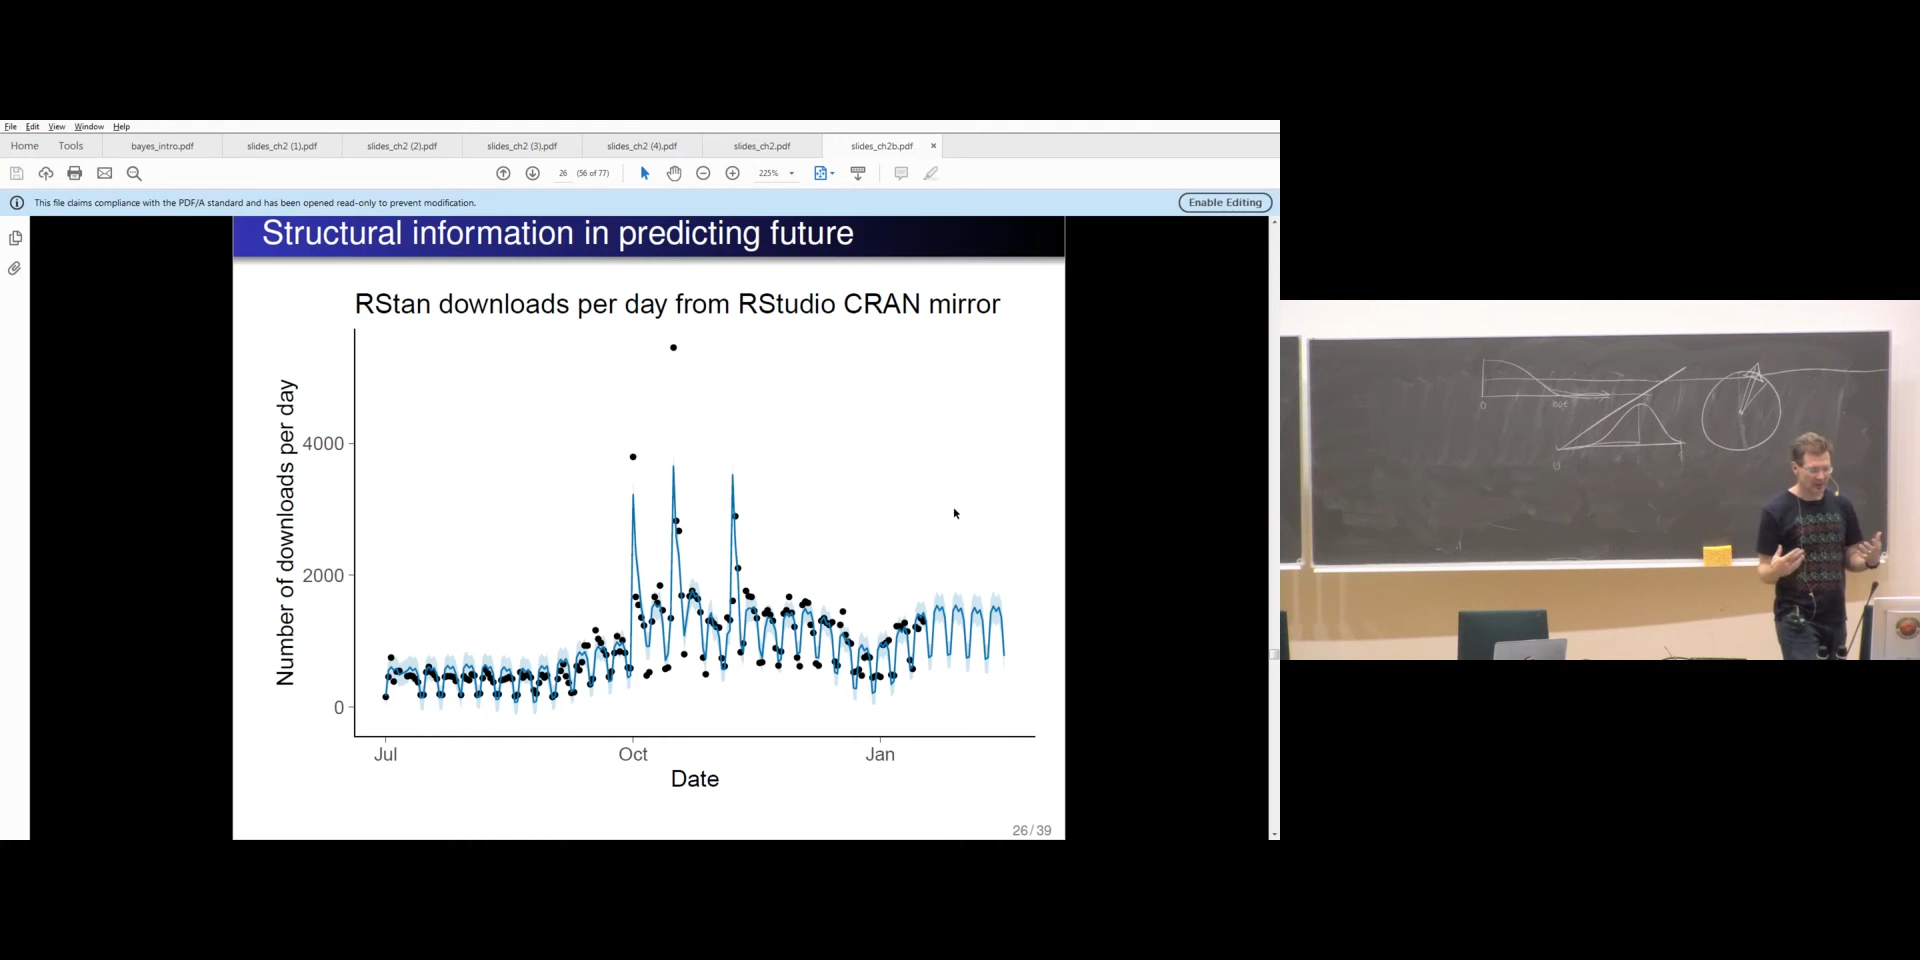 File Edit View Window Help
Home Tools bayes_intro.pdf slides_ch2 (1).pdf slides_ch2 (2).pdf slides_ch2 (3).pdf slides_ch2 (4).pdf slides_ch2.pdf slides_ch2b.pdf ×
26 (56 of 77) 225%
This file claims compliance with the PDF/A standard and has been opened read-only to prevent modification. Enable Editing
Structural information in predicting future
RStan downloads per day from RStudio CRAN mirror
Number of downloads per day
4000
2000
0
Jul Oct Jan
Date
26 / 39
0
0